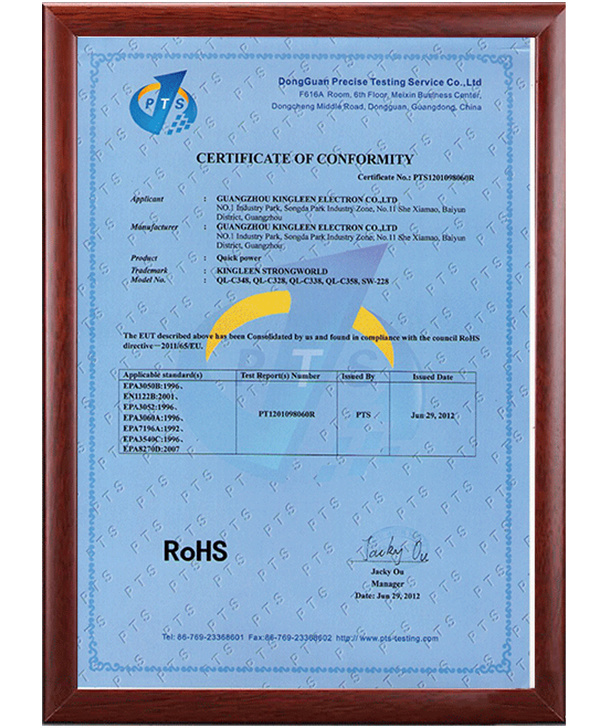 PTS
DongGuan Precise Testing Service Co.,Ltd
F616A Room, 6th Floor, Meixin Business Center,
Dongcheng Middle Road, Dongguan, Guangdong, China
CERTIFICATE OF CONFORMITY
Certificate No.: PTS1201098060R
Applicant : GUANGZHOU KINGLEEN ELECTRON CO.,LTD
NO.1 Industry Park, Songda Park Industry Zone, No.11 She Xiamao, Baiyun
District, Guangzhou
Manufacturer : GUANGZHOU KINGLEEN ELECTRON CO.,LTD
NO.1 Industry Park, Songda Park Industry Zone, No.11 She Xiamao, Baiyun
District, Guangzhou
Product : Quick power
Trademark : KINGLEEN STRONGWORLD
Model No. : QL-C348, QL-C328, QL-C338, QL-C358, SW-228
The EUT described above has been Consolidated by us and found in compliance with the council RoHS
directive－2011/65/EU.
Applicable standard(s) Test Report(s) Number Issued By Issued Date
EPA3050B:1996、
EN1122B:2001、
EPA3052:1996、
EPA3060A:1996、
EPA7196A:1992、
EPA3540C:1996、
EPA8270D:2007
PT1201098060R PTS Jun 29, 2012
PTS
RoHS
Jacky Ou
Jacky Ou
Manager
Date: Jun 29, 2012
Tel: 86-769-23368601 Fax:86-769-23368602 http://www.pts-testing.com